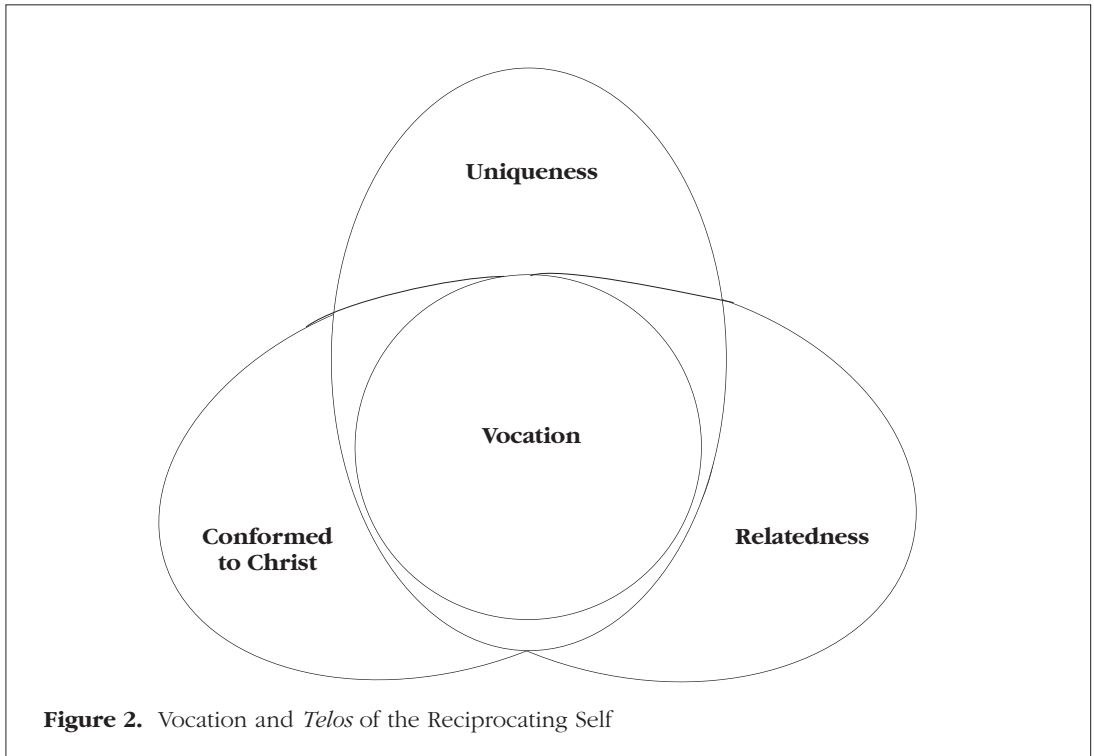 Uniqueness
Vocation
Conformed
to Christ
Relatedness
Figure 2. Vocation and Telos of the Reciprocating Self